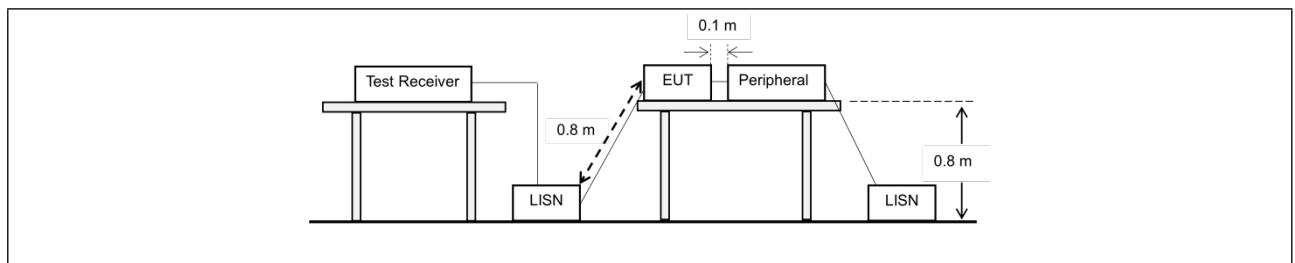 0.1 m
Test Receiver
EUT
Peripheral
0.8 m
0.8 m
LISN
LISN